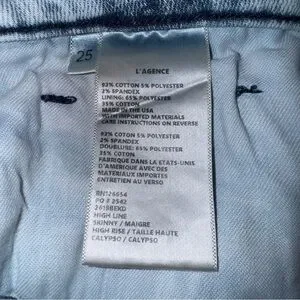 25
L'AGENCE
93% COTTON 5% POLYESTER
2% SPANDEX
LINING: 65% POLYESTER
35% COTTON
MADE IN THE USA
WITH IMPORTED MATERIALS
CARE INSTRUCTIONS ON REVERSE
93% COTON 5% POLYESTER
2% SPANDEX
DOUBLURE: 65% POLYESTER
35% COTON
FABRIQUE DANS LA ETATS-UNIS
D'AMERIQUE AVEC DES
MATERIAUX IMPORTES
ENTRETIEN AU VERSO
RN126654
PO # 2542
2619BEKD
HIGH LINE
SKINNY / MAIGRE
HIGH RISE / TAILLE HAUTE
CALYPSO / CALYPSO